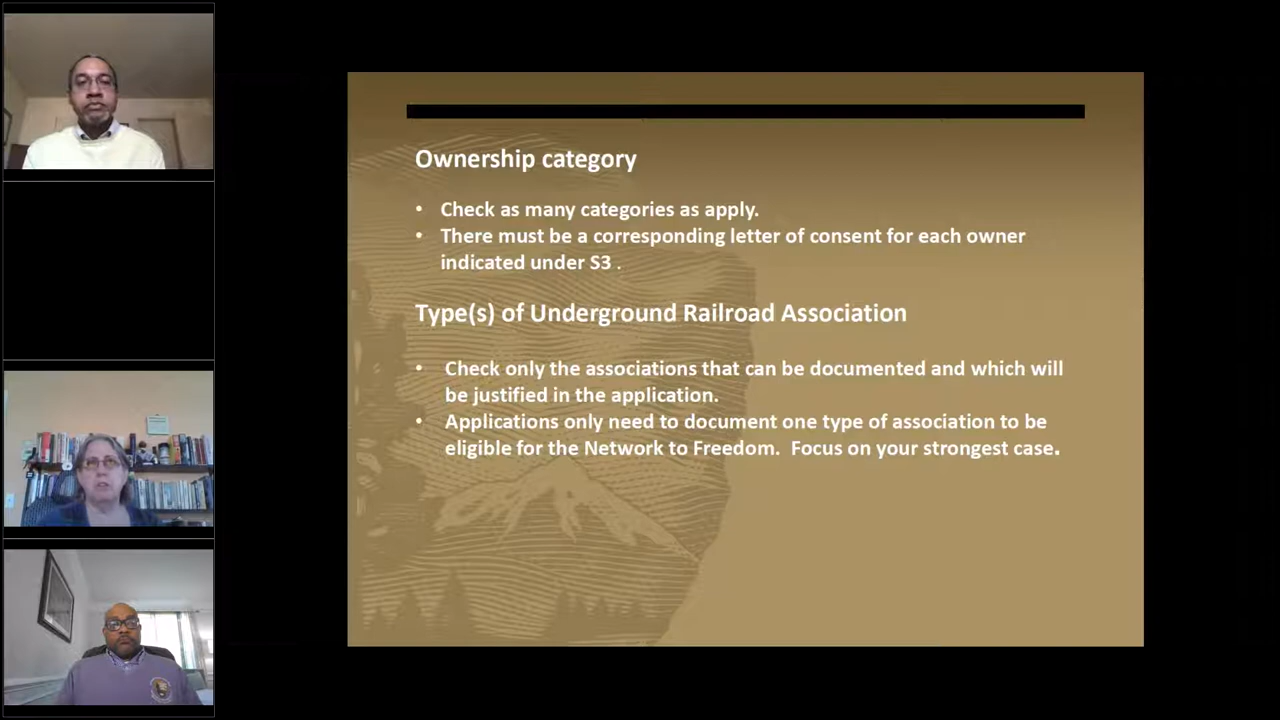 Ownership category
• Check as many categories as apply.
• There must be a corresponding letter of consent for each owner
indicated under S3 .
Type(s) of Underground Railroad Association
• Check only the associations that can be documented and which will
be justified in the application.
• Applications only need to document one type of association to be
eligible for the Network to Freedom.  Focus on your strongest case.